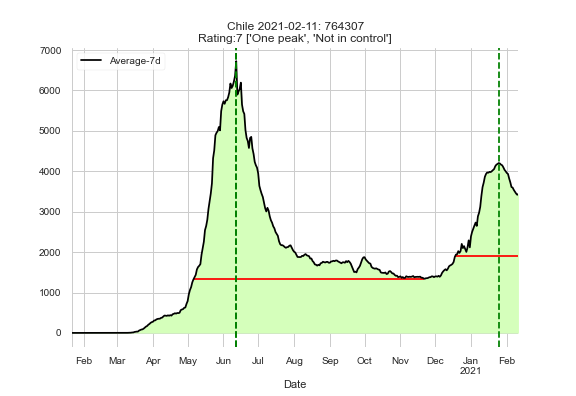 Chile 2021-02-11: 764307
Rating:7 ['One peak', 'Not in control']
7000
6000
5000
4000
3000
2000
1000
0
Average-7d
Feb Mar Apr May Jun Jul Aug Sep Oct Nov Dec Jan Feb
2021
Date